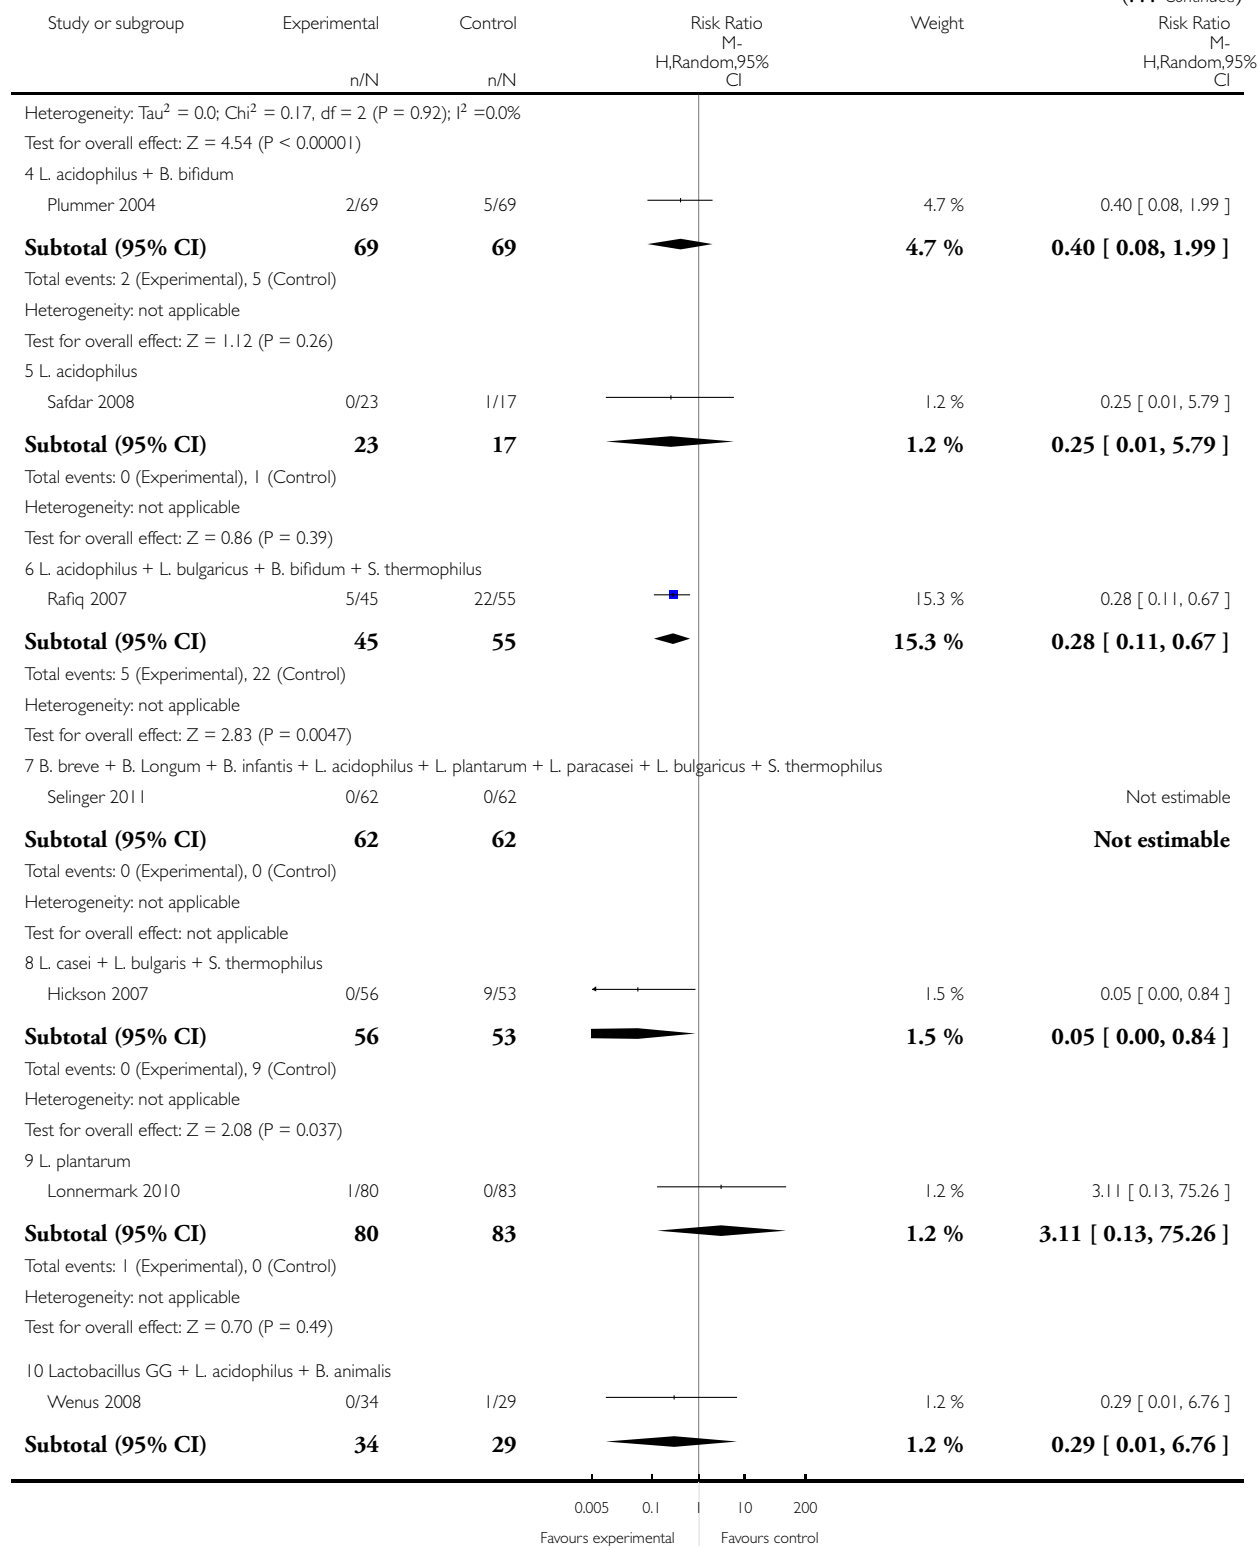 Continued)
Study or subgroup Experimental Control Risk Ratio Weight Risk Ratio
M- M-
H,Random,95% H,Random,95%
n/N n/N CI CI
Heterogeneity: Tau² = 0.0; Chi² = 0.17, df = 2 (P = 0.92); I² =0.0%
Test for overall effect: Z = 4.54 (P < 0.00001)
4 L. acidophilus + B. bifidum
Plummer 2004 2/69 5/69 4.7 % 0.40 [ 0.08, 1.99 ]
Subtotal (95% CI) 69 69 4.7 % 0.40 [ 0.08, 1.99 ]
Total events: 2 (Experimental), 5 (Control)
Heterogeneity: not applicable
Test for overall effect: Z = 1.12 (P = 0.26)
5 L. acidophilus
Safdar 2008 0/23 1/17 1.2 % 0.25 [ 0.01, 5.79 ]
Subtotal (95% CI) 23 17 1.2 % 0.25 [ 0.01, 5.79 ]
Total events: 0 (Experimental), 1 (Control)
Heterogeneity: not applicable
Test for overall effect: Z = 0.86 (P = 0.39)
6 L. acidophilus + L. bulgaricus + B. bifidum + S. thermophilus
Rafiq 2007 5/45 22/55 15.3 % 0.28 [ 0.11, 0.67 ]
Subtotal (95% CI) 45 55 15.3 % 0.28 [ 0.11, 0.67 ]
Total events: 5 (Experimental), 22 (Control)
Heterogeneity: not applicable
Test for overall effect: Z = 2.83 (P = 0.0047)
7 B. breve + B. Longum + B. infantis + L. acidophilus + L. plantarum + L. paracasei + L. bulgaricus + S. thermophilus
Selinger 2011 0/62 0/62 Not estimable
Subtotal (95% CI) 62 62 Not estimable
Total events: 0 (Experimental), 0 (Control)
Heterogeneity: not applicable
Test for overall effect: not applicable
8 L. casei + L. bulgaris + S. thermophilus
Hickson 2007 0/56 9/53 1.5 % 0.05 [ 0.00, 0.84 ]
Subtotal (95% CI) 56 53 1.5 % 0.05 [ 0.00, 0.84 ]
Total events: 0 (Experimental), 9 (Control)
Heterogeneity: not applicable
Test for overall effect: Z = 2.08 (P = 0.037)
9 L. plantarum
Lonnermark 2010 1/80 0/83 1.2 % 3.11 [ 0.13, 75.26 ]
Subtotal (95% CI) 80 83 1.2 % 3.11 [ 0.13, 75.26 ]
Total events: 1 (Experimental), 0 (Control)
Heterogeneity: not applicable
Test for overall effect: Z = 0.70 (P = 0.49)
10 Lactobacillus GG + L. acidophilus + B. animalis
Wenus 2008 0/34 1/29 1.2 % 0.29 [ 0.01, 6.76 ]
Subtotal (95% CI) 34 29 1.2 % 0.29 [ 0.01, 6.76 ]
0.005 0.1 1 10 200
Favours experimental Favours control